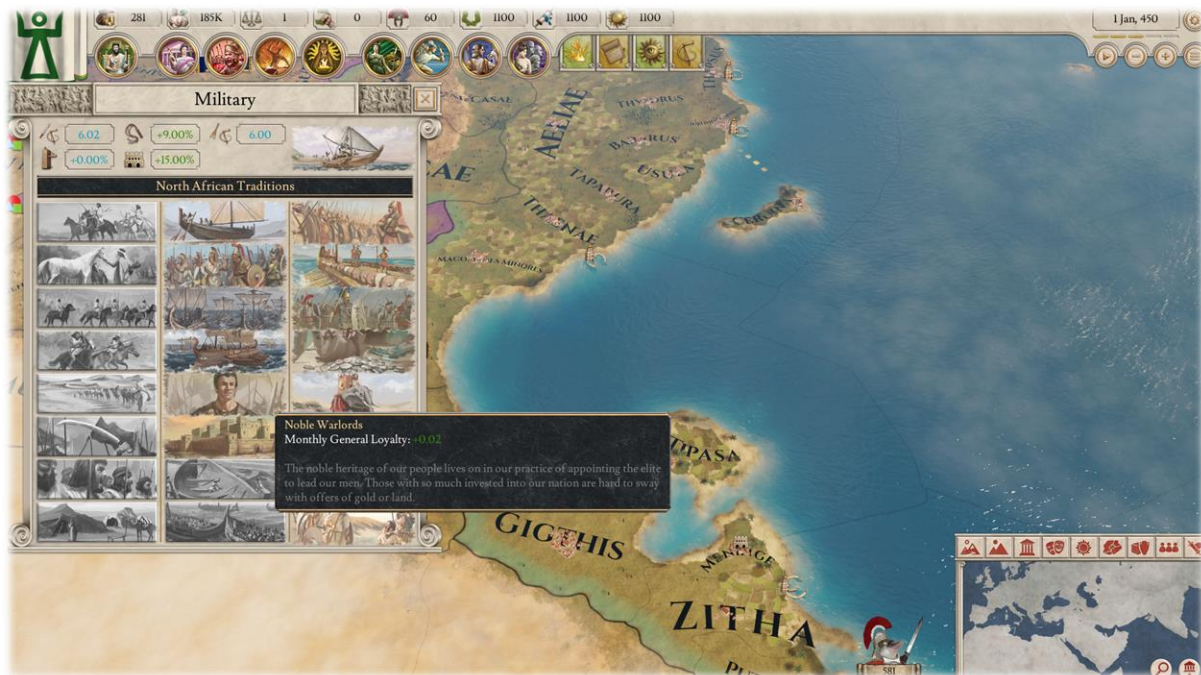 281 185K 1 0 60 1100 1100 1100
1 Jan, 450
Military
6.02 +9.00% 6.00
+0.00% +15.00%
North African Traditions
Noble Warlords
Monthly General Loyalty: +0.02
The noble heritage of our people lives on in our practice of appointing the elite
to lead our men. Those with so much invested into our nation are hard to sway
with offers of gold or land.
THYSDRUS
USULA
TAPARURA
THAENAE
CERCINA
TIPASA
GIGTHIS
MENINGE
ZITHA
581